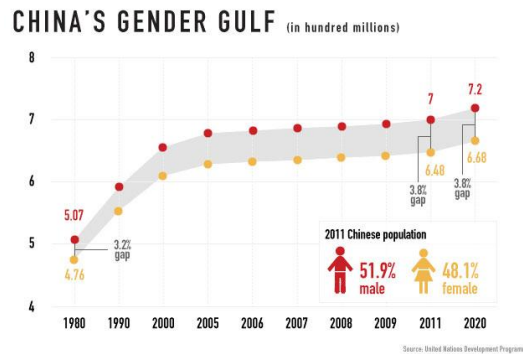 CHINA'S GENDER GULF (in hundred millions)
8
7
6
5
4
5.07
4.76
3.2%
gap
7
6.48
3.8%
gap
7.2
6.68
3.8%
gap
2011 Chinese population
51.9%
male
48.1%
female
1980 1990 2000 2005 2006 2007 2008 2009 2011 2020
Source: United Nations Development Program